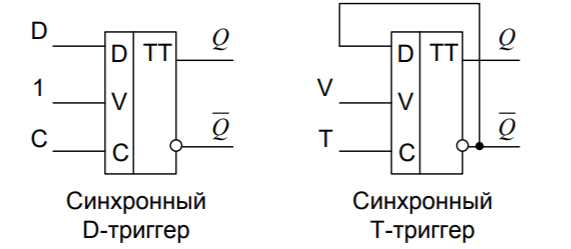 D
D TT Q
1
V
C
C Q̅
Синхронный
D-триггер
D TT Q
V
V
T
C Q̅
Синхронный
Т-триггер